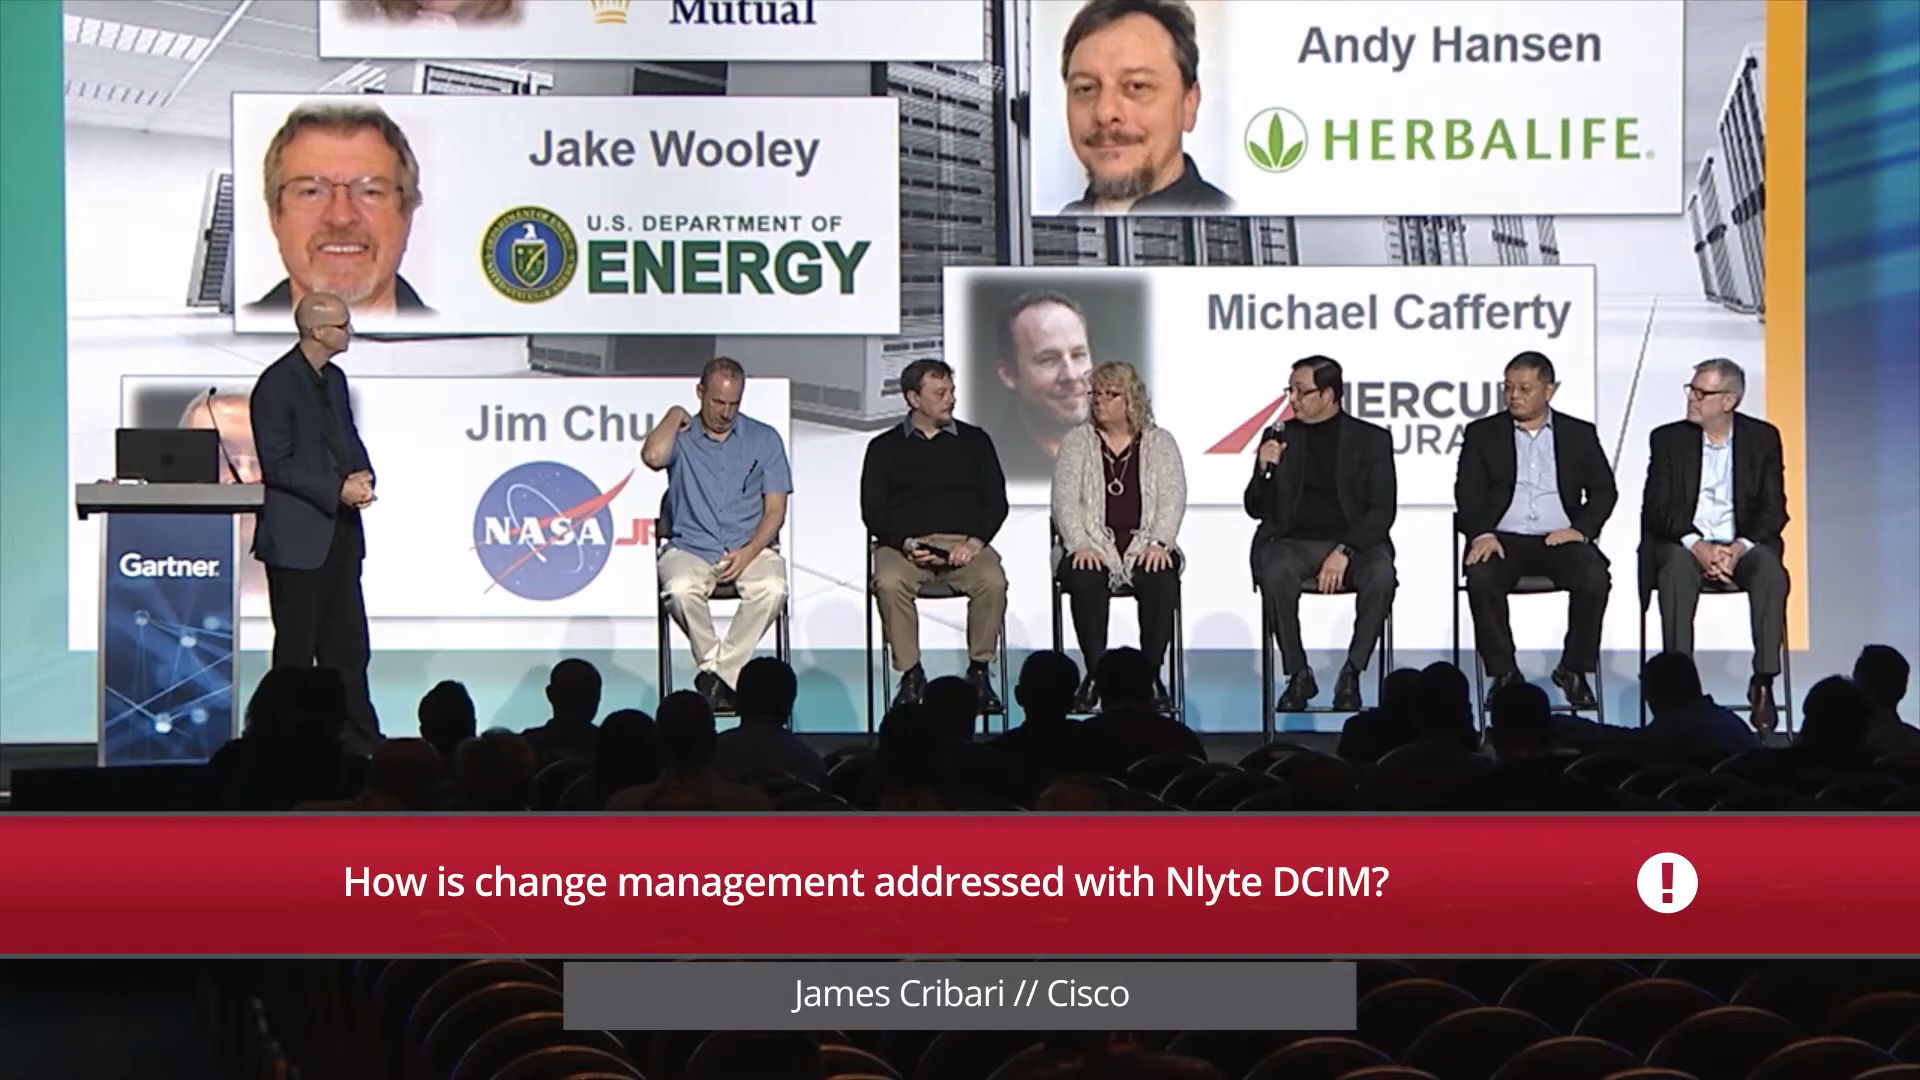 Mutual
Andy Hansen
HERBALIFE
Jake Wooley
U.S. DEPARTMENT OF
ENERGY
Michael Cafferty
Jim Chu
NASA
Gartner
How is change management addressed with Nlyte DCIM?
James Cribari // Cisco